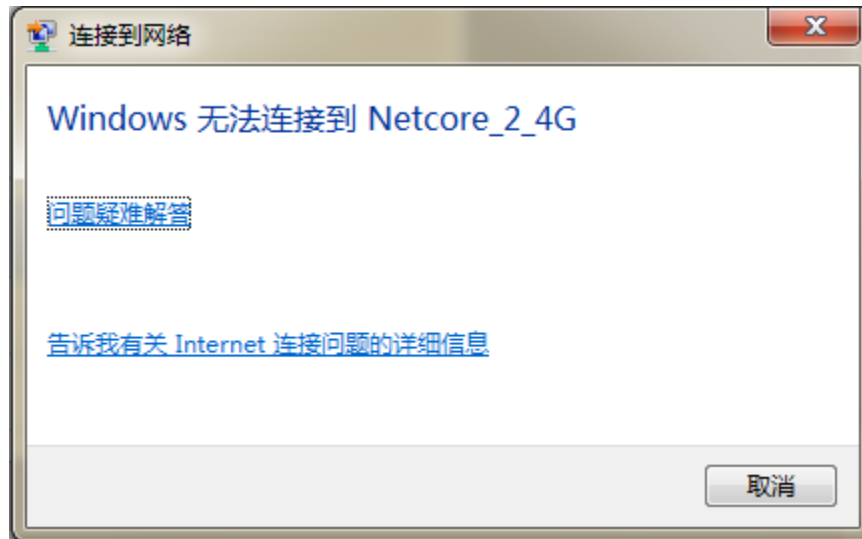 连接到网络
Windows 无法连接到 Netcore_2_4G
问题疑难解答
告诉我有关 Internet 连接问题的详细信息
取消